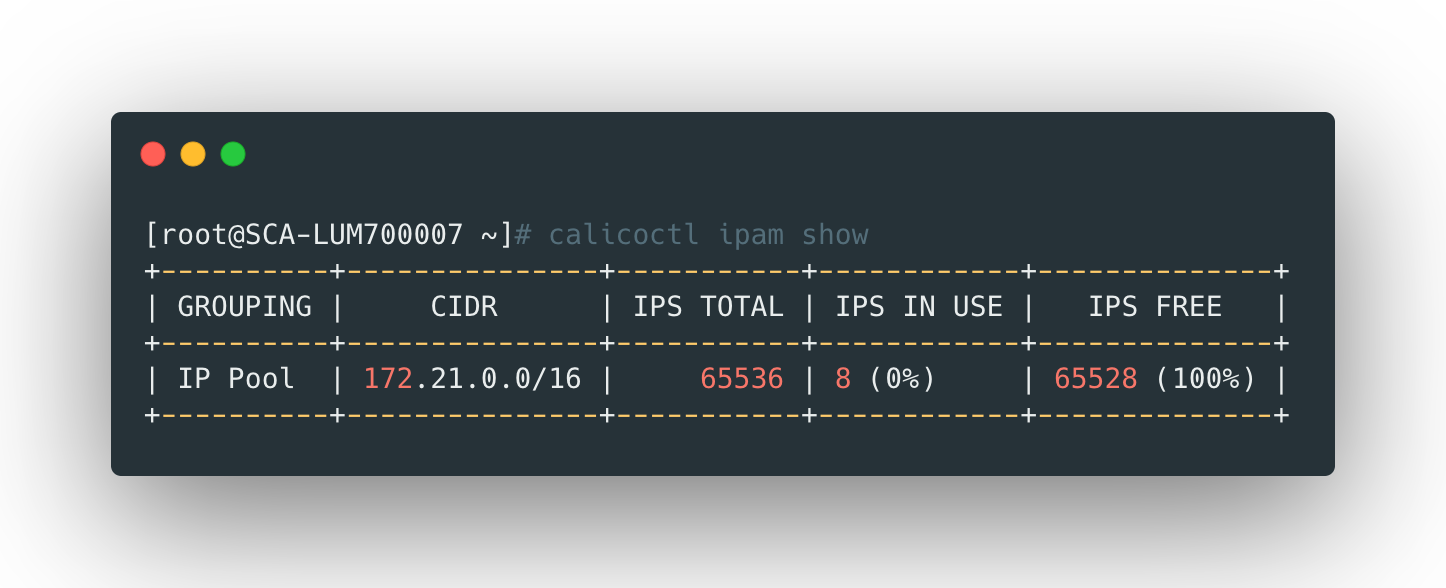 [root@SCA-LUM700007 ~]# calicoctl ipam show
+----------+---------------+-----------+------------+--------------+
| GROUPING |     CIDR      | IPS TOTAL | IPS IN USE |   IPS FREE   |
+----------+---------------+-----------+------------+--------------+
| IP Pool  | 172.21.0.0/16 |     65536 | 8 (0%)     | 65528 (100%) |
+----------+---------------+-----------+------------+--------------+